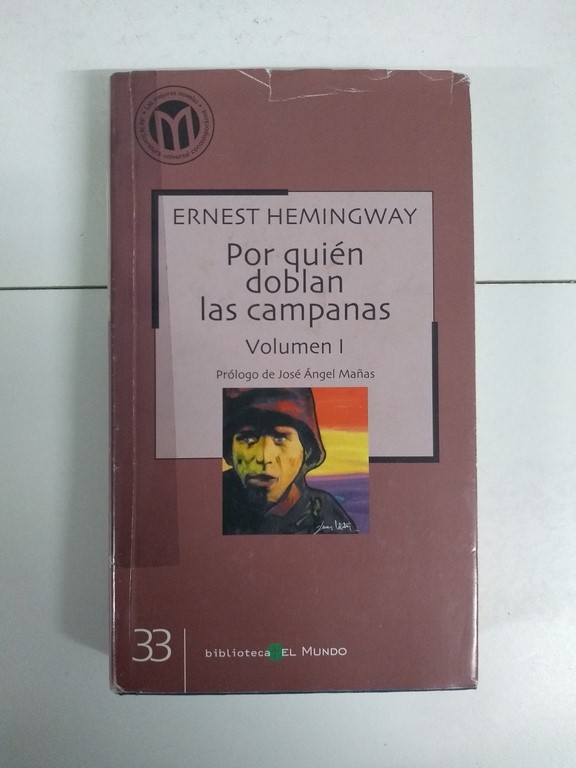 M
ERNEST HEMINGWAY
Por quién
doblan
las campanas
Volumen I
Prólogo de José Ángel Mañas
33
biblioteca EL MUNDO